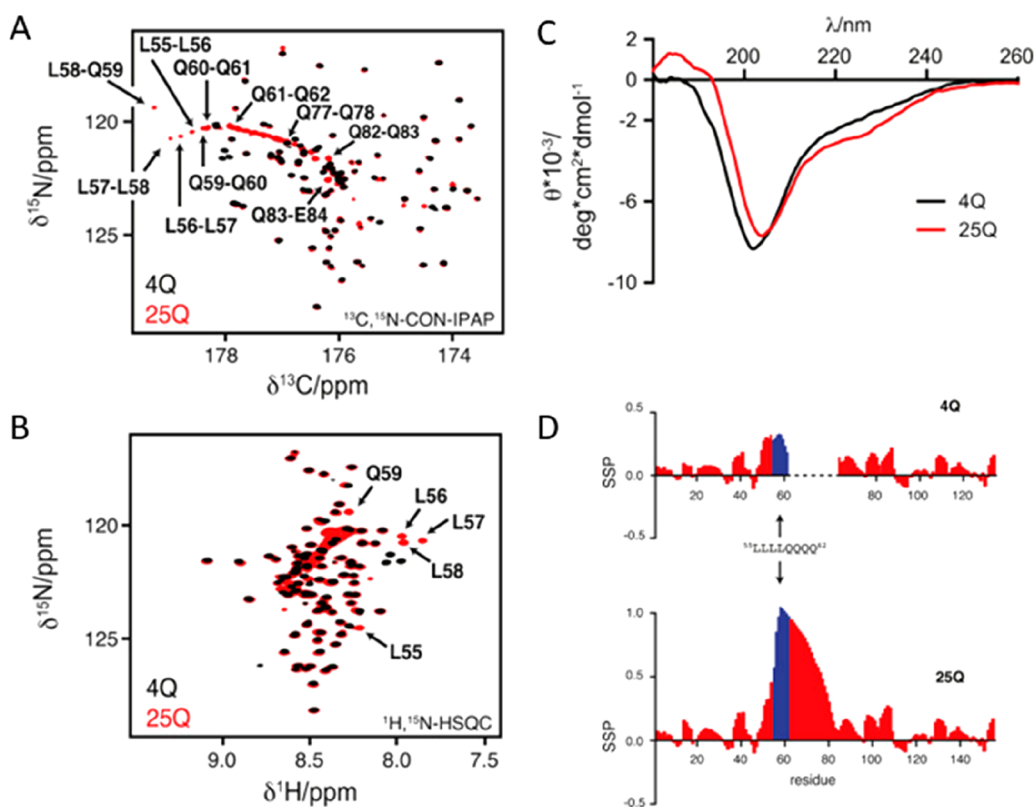 A
L55-L56
L58-Q59
Q60-Q61
Q61-Q62
Q77-Q78
Q82-Q83
L57-L58
Q59-Q60
L56-L57
Q83-E84
120
125
δ15N/ppm
4Q
25Q
13C,15N-CON-IPAP
178
176
174
δ13C/ppm
B
Q59
L56
L57
L58
L55
120
125
δ15N/ppm
4Q
25Q
1H,15N-HSQC
9.0
8.5
8.0
7.5
δ1H/ppm
C
λ/nm
200
220
240
260
2
0
-2
-6
-10
θ*10-3/
deg*cm2*dmol-1
4Q
25Q
D
4Q
0.5
0.0
-0.5
SSP
20
40
60
80
100
120
55LLLLQQQQ62
25Q
1.0
0.5
0.0
-0.5
SSP
20
40
60
80
100
120
140
residue